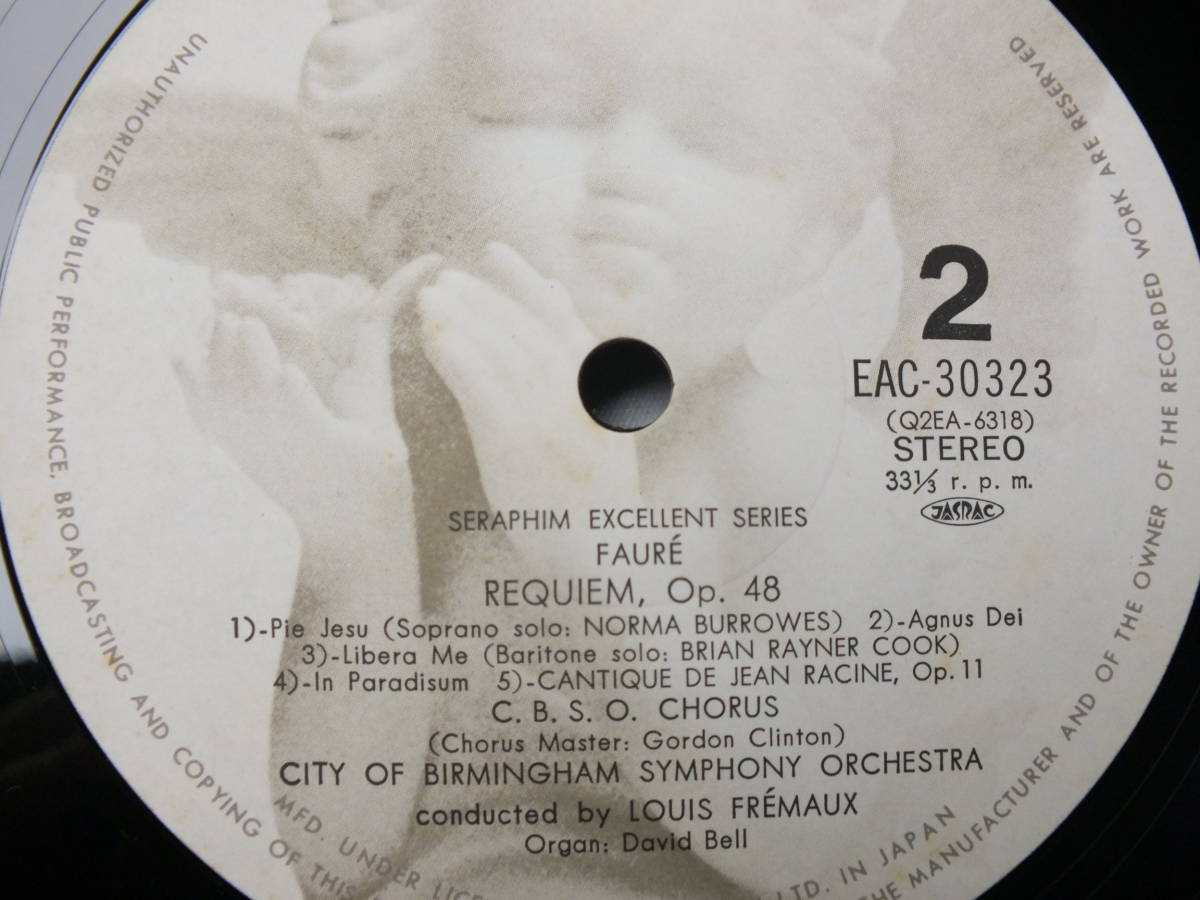 2
EAC-30323
(Q2EA-6318)
STEREO
33⅓ r. p. m.
JASRAC
SERAPHIM EXCELLENT SERIES
FAURÉ
REQUIEM, Op. 48
1)-Pie Jesu (Soprano solo: NORMA BURROWES) 2)-Agnus Dei
3)-Libera Me (Baritone solo: BRIAN RAYNER COOK)
4)-In Paradisum 5)-CANTIQUE DE JEAN RACINE, Op. 11
C. B. S. O. CHORUS
(Chorus Master: Gordon Clinton)
CITY OF BIRMINGHAM SYMPHONY ORCHESTRA
conducted by LOUIS FRÉMAUX
Organ: David Bell
UNAUTHORIZED PUBLIC PERFORMANCE, BROADCASTING AND COPYING OF THIS
THE MANUFACTURER AND OF THE OWNER OF THE RECORDED WORK ARE RESERVED
MFD. UNDER LICE
LTD. IN JAPAN